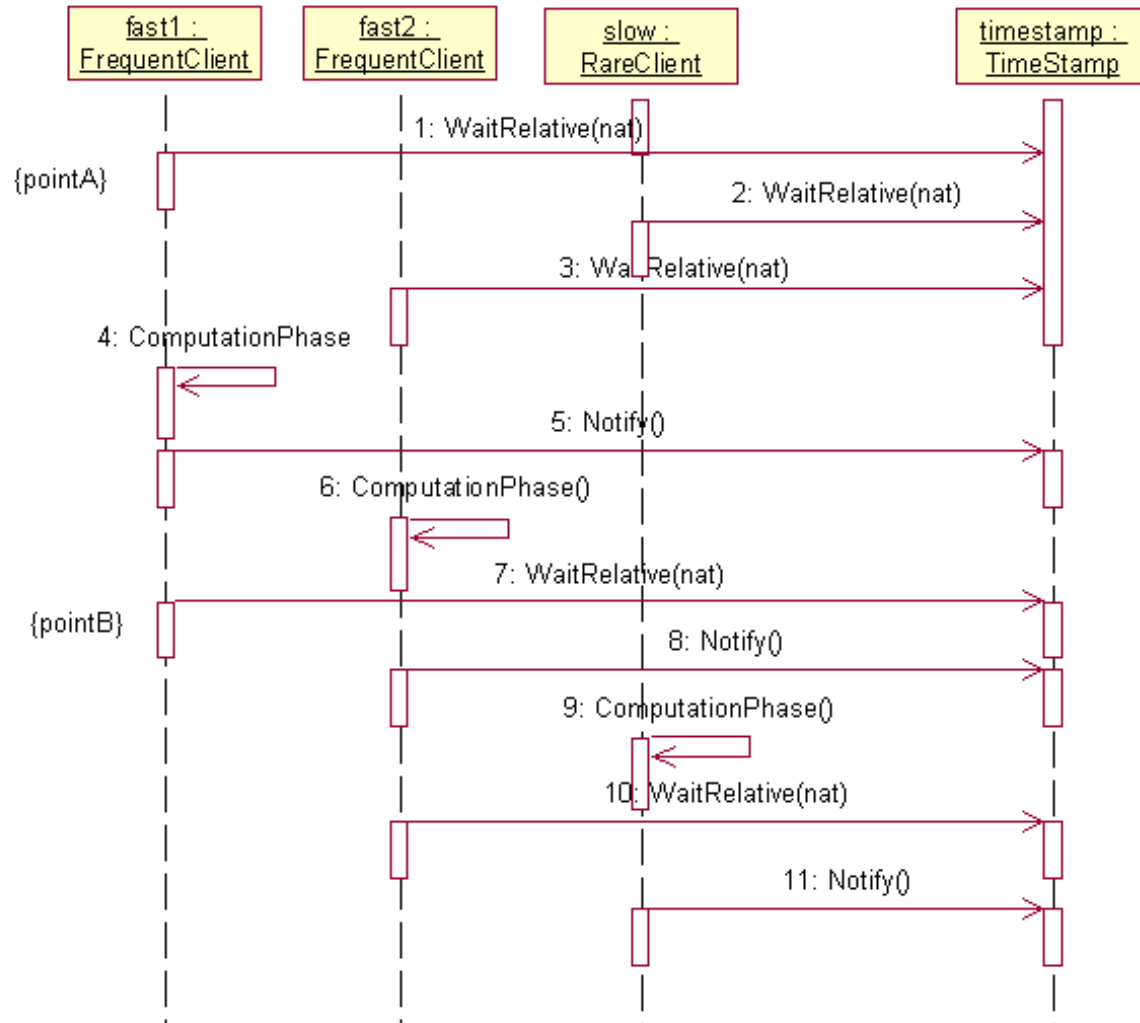 fast1 :
FrequentClient
fast2 :
FrequentClient
slow :
RareClient
timestamp :
TimeStamp
1: WaitRelative(nat)
{pointA}
2: WaitRelative(nat)
3: WaitRelative(nat)
4: ComputationPhase
5: Notify()
6: ComputationPhase()
7: WaitRelative(nat)
{pointB}
8: Notify()
9: ComputationPhase()
10: WaitRelative(nat)
11: Notify()